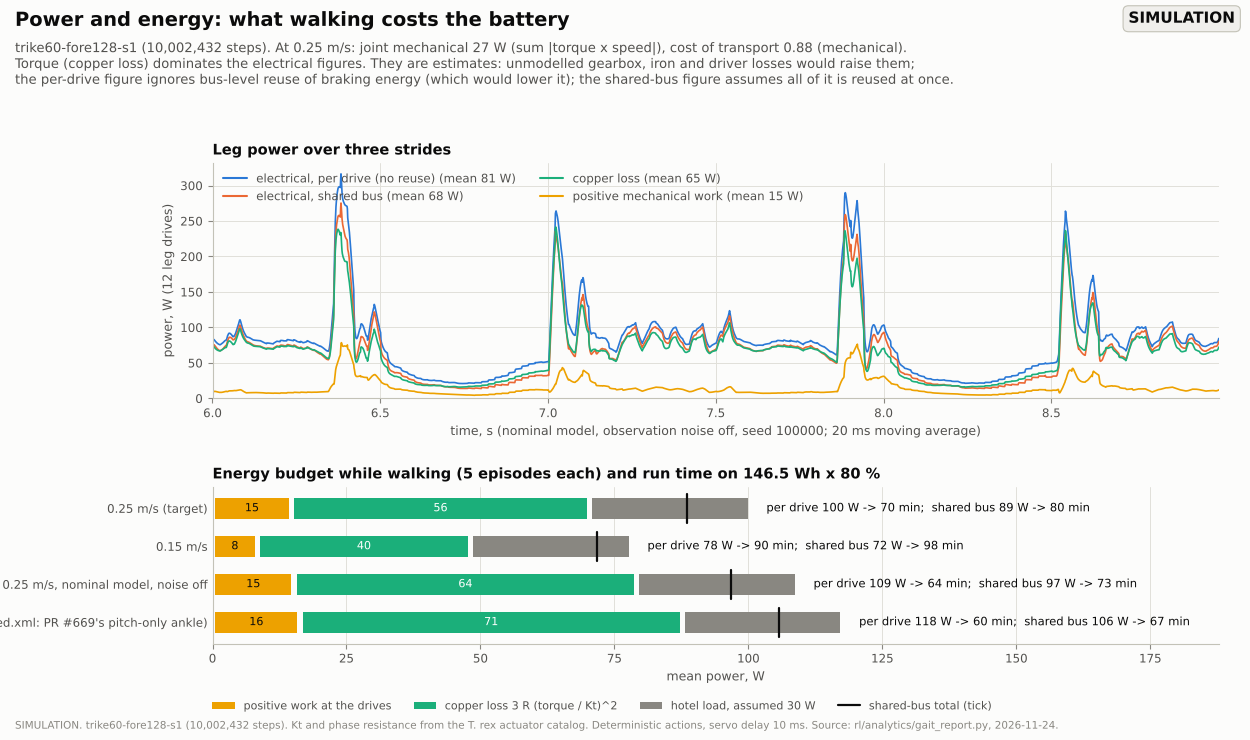 Power and energy: what walking costs the battery
SIMULATION
trike60-fore128-s1 (10,002,432 steps). At 0.25 m/s: joint mechanical 27 W (sum |torque x speed|), cost of transport 0.88 (mechanical).
Torque (copper loss) dominates the electrical figures. They are estimates: unmodelled gearbox, iron and driver losses would raise them;
the per-drive figure ignores bus-level reuse of braking energy (which would lower it); the shared-bus figure assumes all of it is reused at once.
Leg power over three strides
electrical, per drive (no reuse) (mean 81 W)
copper loss (mean 65 W)
electrical, shared bus (mean 68 W)
positive mechanical work (mean 15 W)
power, W (12 leg drives)
300
250
200
150
100
50
0
6.0 6.5 7.0 7.5 8.0 8.5
time, s (nominal model, observation noise off, seed 100000; 20 ms moving average)
Energy budget while walking (5 episodes each) and run time on 146.5 Wh x 80 %
0.25 m/s (target) 15 56 per drive 100 W -> 70 min; shared bus 89 W -> 80 min
0.15 m/s 8 40 per drive 78 W -> 90 min; shared bus 72 W -> 98 min
0.25 m/s, nominal model, noise off 15 64 per drive 109 W -> 64 min; shared bus 97 W -> 73 min
ed.xml: PR #669's pitch-only ankle) 16 71 per drive 118 W -> 60 min; shared bus 106 W -> 67 min
0 25 50 75 100 125 150 175
mean power, W
positive work at the drives
copper loss 3 R (torque / Kt)^2
hotel load, assumed 30 W
shared-bus total (tick)
SIMULATION. trike60-fore128-s1 (10,002,432 steps). Kt and phase resistance from the T. rex actuator catalog. Deterministic actions, servo delay 10 ms. Source: rl/analytics/gait_report.py, 2026-11-24.